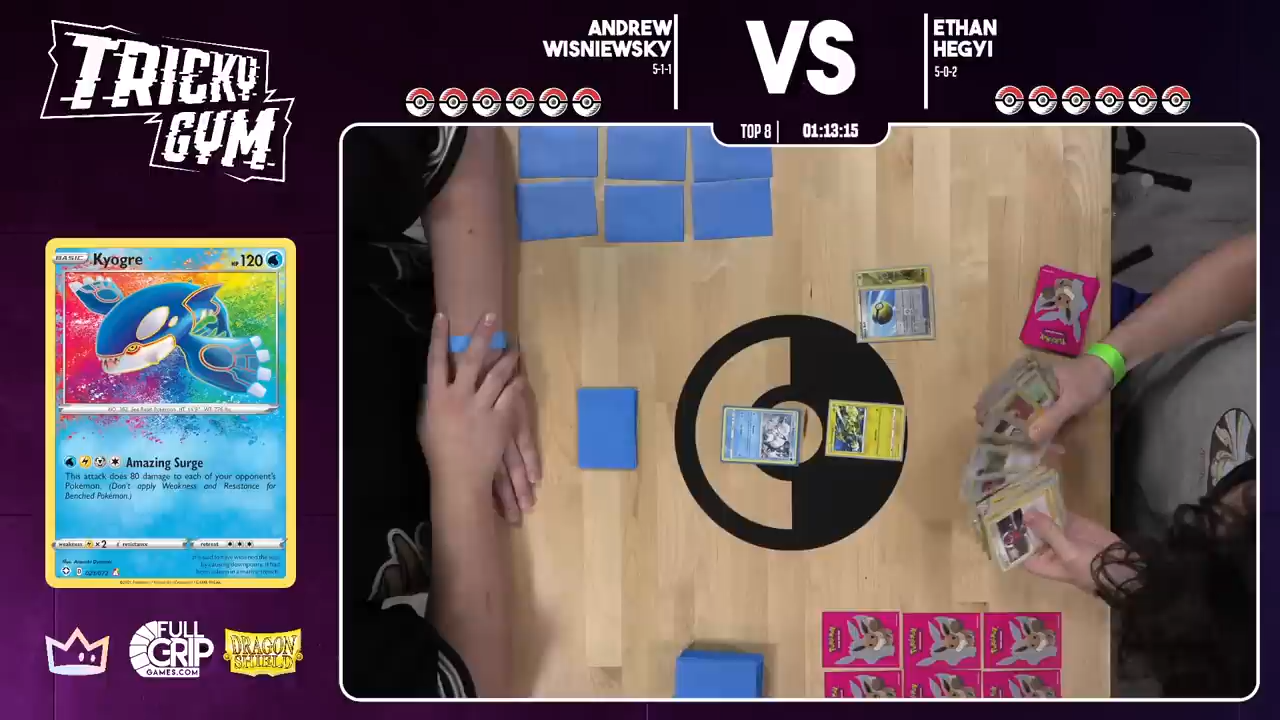 TRICKY
GYM
ANDREW
WISNIEWSKY
5-1-1
VS
ETHAN
HEGYI
5-0-2
TOP 8
01:13:15
BASIC
Kyogre
HP 120
Amazing Surge
This attack does 80 damage to each of your opponent's
Pokémon. (Don't apply Weakness and Resistance for
Benched Pokémon.)
weakness ×2 resistance retreat
FULL
GRIP
GAMES.COM
DRAGON
SHIELD